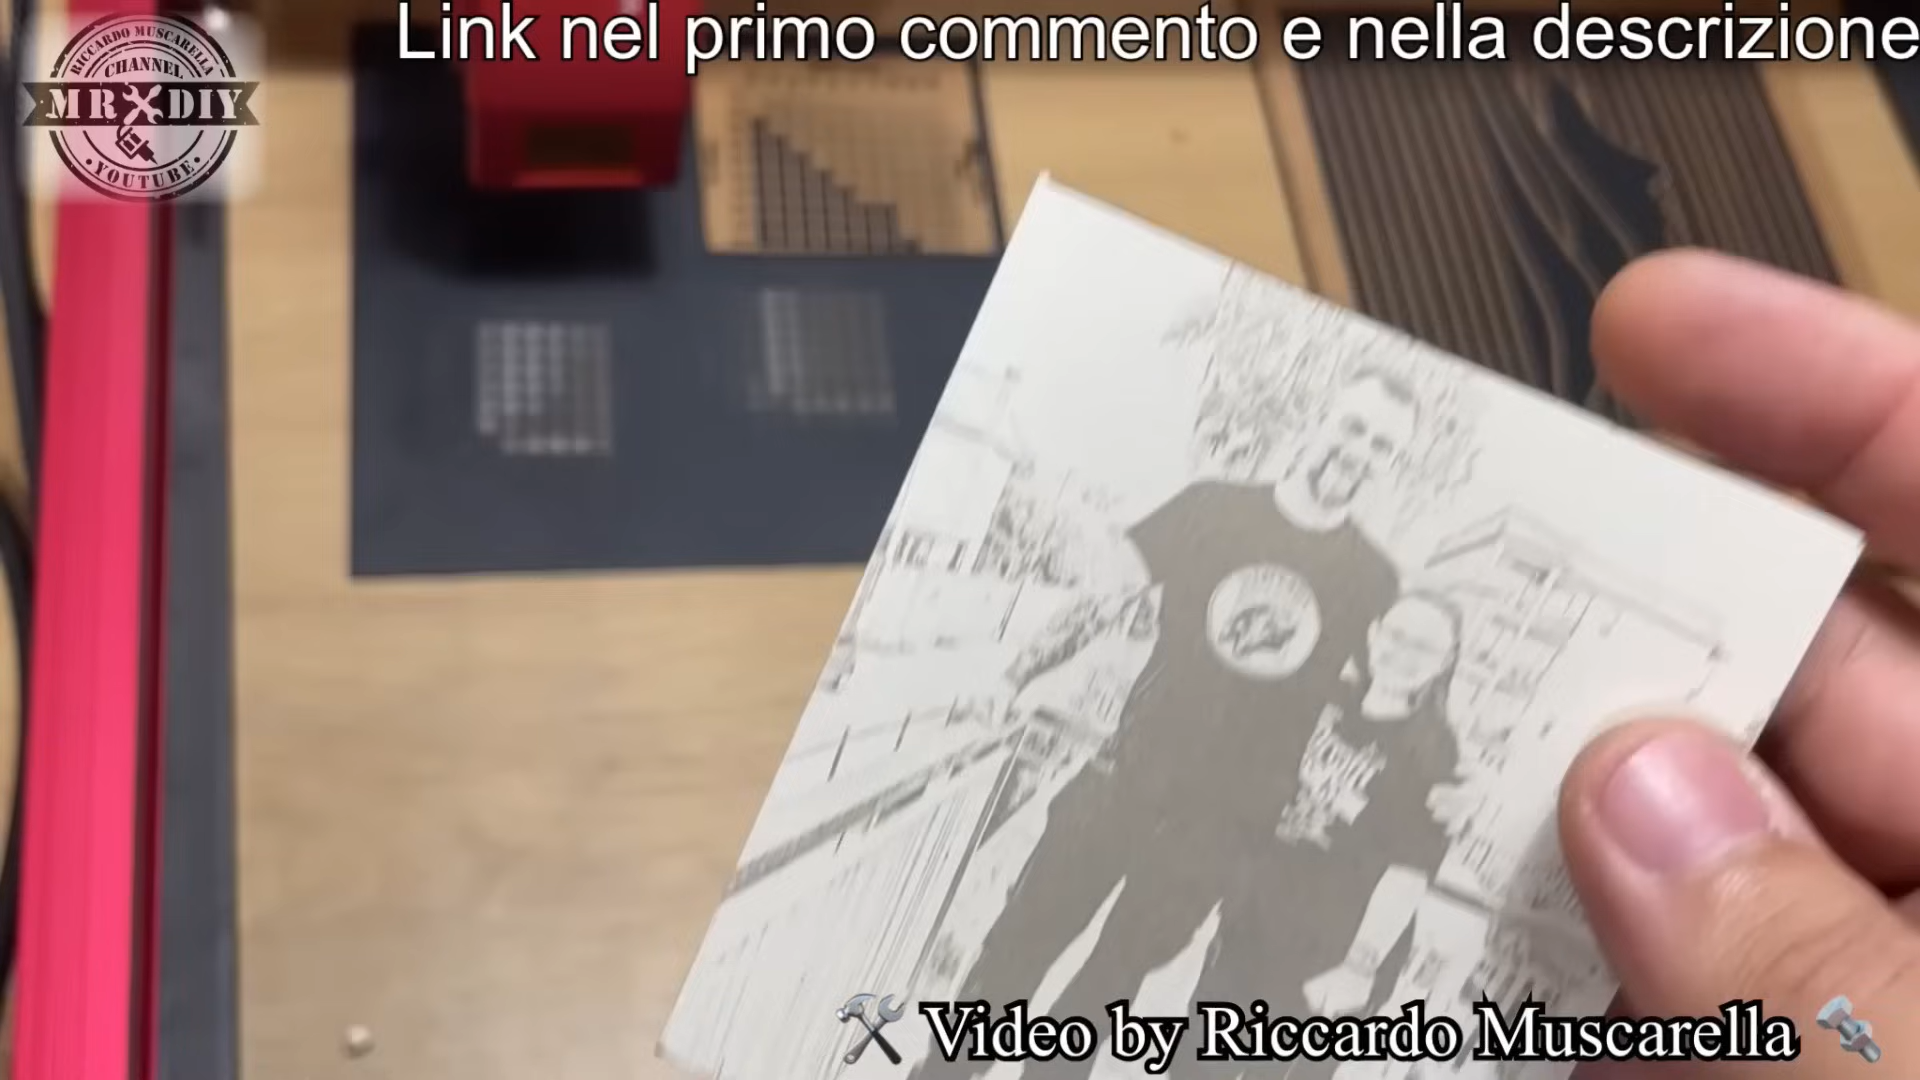 Link nel primo commento e nella descrizione
RICCARDO MUSCARELLA
CHANNEL
MR DIY
YOUTUBE
Video by Riccardo Muscarella